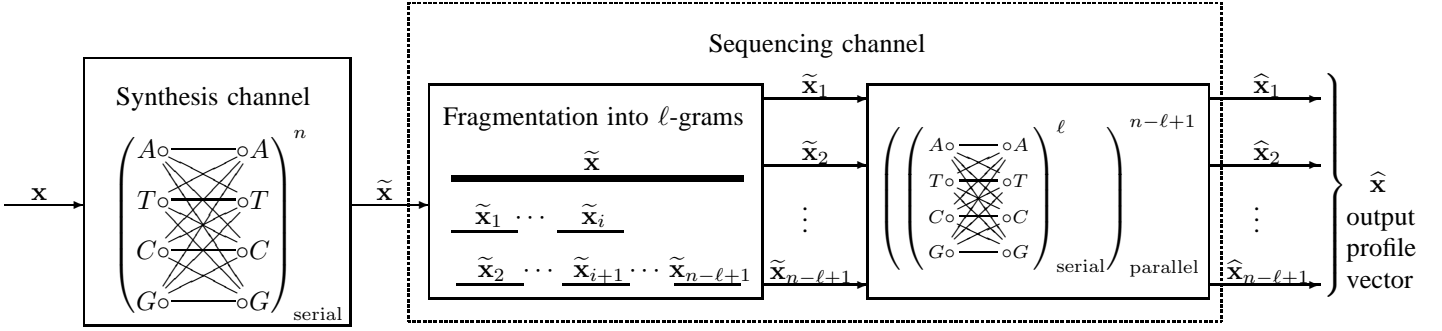 Sequencing channel
Synthesis channel
( A A
T T
C C
G G ) n serial
x
x̃
Fragmentation into ℓ-grams
x̃
x̃₁ ⋯ x̃ᵢ
x̃₂ ⋯ x̃ᵢ₊₁ ⋯ x̃ₙ₋ℓ₊₁
x̃₁
x̃₂
⋮
x̃ₙ₋ℓ₊₁
( ( ( A A
T T
C C
G G ) ℓ serial ) n−ℓ+1 parallel
x̂₁
x̂₂
⋮
x̂ₙ₋ℓ₊₁
x̂
output
profile
vector